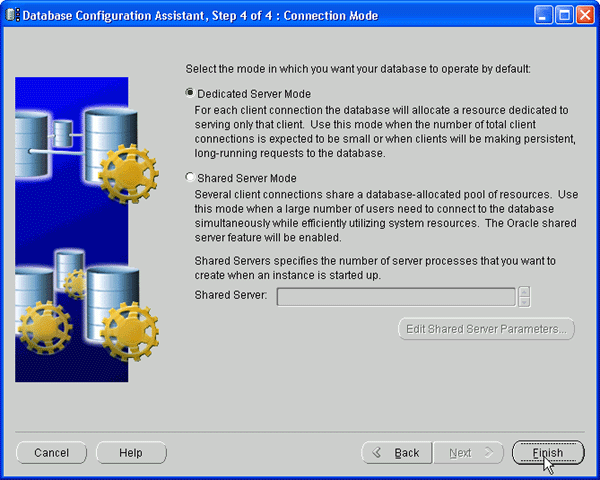 Database Configuration Assistant, Step 4 of 4 : Connection Mode
Select the mode in which you want your database to operate by default:
Dedicated Server Mode
For each client connection the database will allocate a resource dedicated to
serving only that client. Use this mode when the number of total client
connections is expected to be small or when clients will be making persistent,
long-running requests to the database.
Shared Server Mode
Several client connections share a database-allocated pool of resources. Use
this mode when a large number of users need to connect to the database
simultaneously while efficiently utilizing system resources. The Oracle shared
server feature will be enabled.
Shared Servers specifies the number of server processes that you want to
create when an instance is started up.
Shared Server:
Edit Shared Server Parameters...
Cancel
Help
Back
Next
Finish